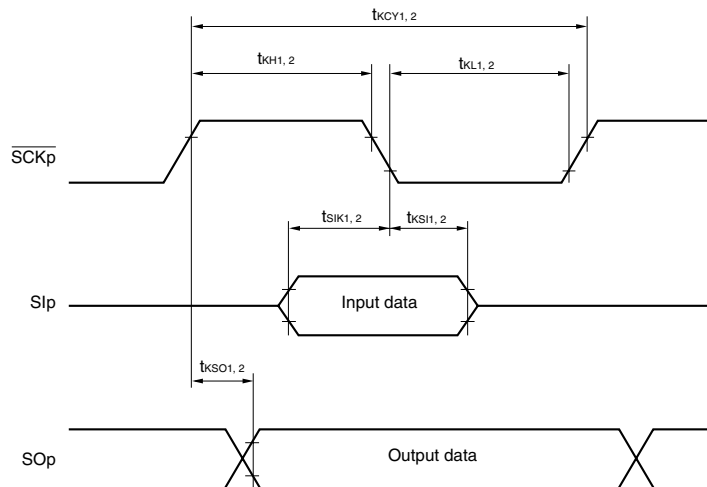 tKCY1, 2
tKH1, 2
tKL1, 2
SCKp
tSIK1, 2
tKSI1, 2
SIp
Input data
tKSO1, 2
SOp
Output data